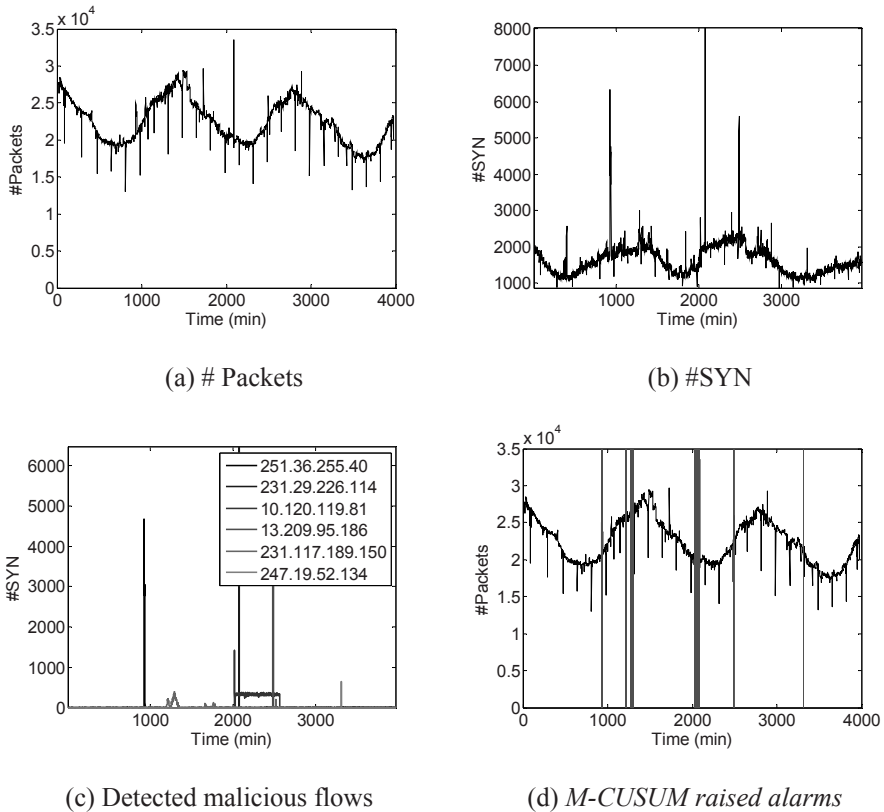 x 10^4
3.5
3
2.5
2
1.5
1
0.5
0
#Packets
0 1000 2000 3000 4000
Time (min)
(a) # Packets
8000
7000
6000
5000
4000
3000
2000
1000
#SYN
1000 2000 3000
Time (min)
(b) #SYN
6000
5000
4000
3000
2000
1000
0
#SYN
251.36.255.40
231.29.226.114
10.120.119.81
13.209.95.186
231.117.189.150
247.19.52.134
1000 2000 3000
Time (min)
(c) Detected malicious flows
x 10^4
3.5
3
2.5
2
1.5
1
0.5
0
#Packets
0 1000 2000 3000 4000
Time (min)
(d) M-CUSUM raised alarms